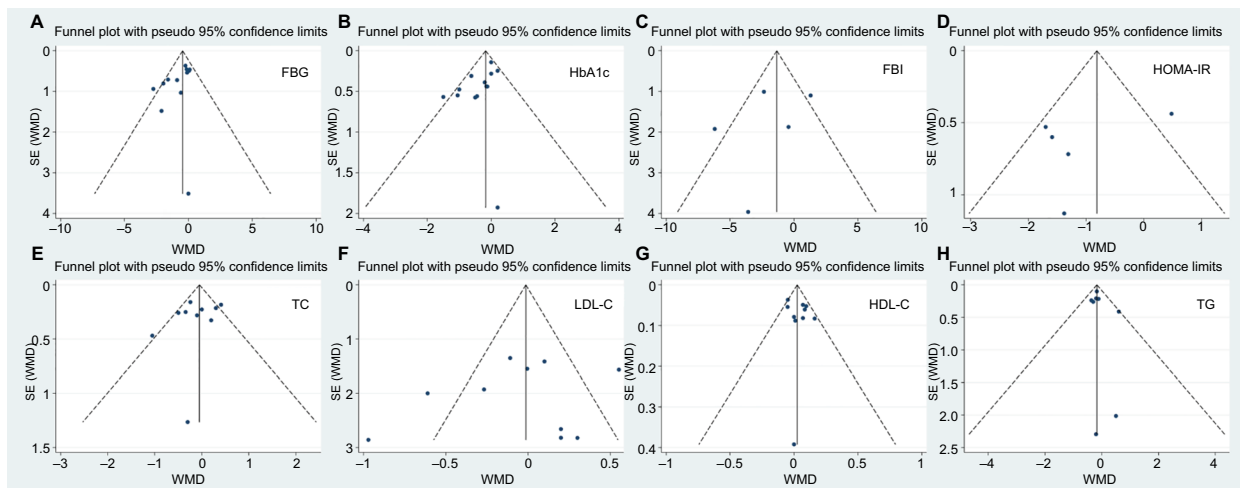 A
Funnel plot with pseudo 95% confidence limits
FBG
SE (WMD)
0
1
2
3
4
–10
–5
0
5
10
WMD
B
Funnel plot with pseudo 95% confidence limits
HbA1c
SE (WMD)
0
0.5
1
1.5
2
–4
–2
0
2
4
WMD
C
Funnel plot with pseudo 95% confidence limits
FBI
SE (WMD)
0
1
2
3
4
–10
–5
0
5
10
WMD
D
Funnel plot with pseudo 95% confidence limits
HOMA-IR
SE (WMD)
0
0.5
1
–3
–2
–1
0
1
WMD
E
Funnel plot with pseudo 95% confidence limits
TC
SE (WMD)
0
0.5
1
1.5
–3
–2
–1
0
1
2
WMD
F
Funnel plot with pseudo 95% confidence limits
LDL-C
SE (WMD)
0
1
2
3
–1
–0.5
0
0.5
WMD
G
Funnel plot with pseudo 95% confidence limits
HDL-C
SE (WMD)
0
0.1
0.2
0.3
0.4
–1
–0.5
0
0.5
1
WMD
H
Funnel plot with pseudo 95% confidence limits
TG
SE (WMD)
0
0.5
1.0
1.5
2.0
2.5
–4
–2
0
2
4
WMD